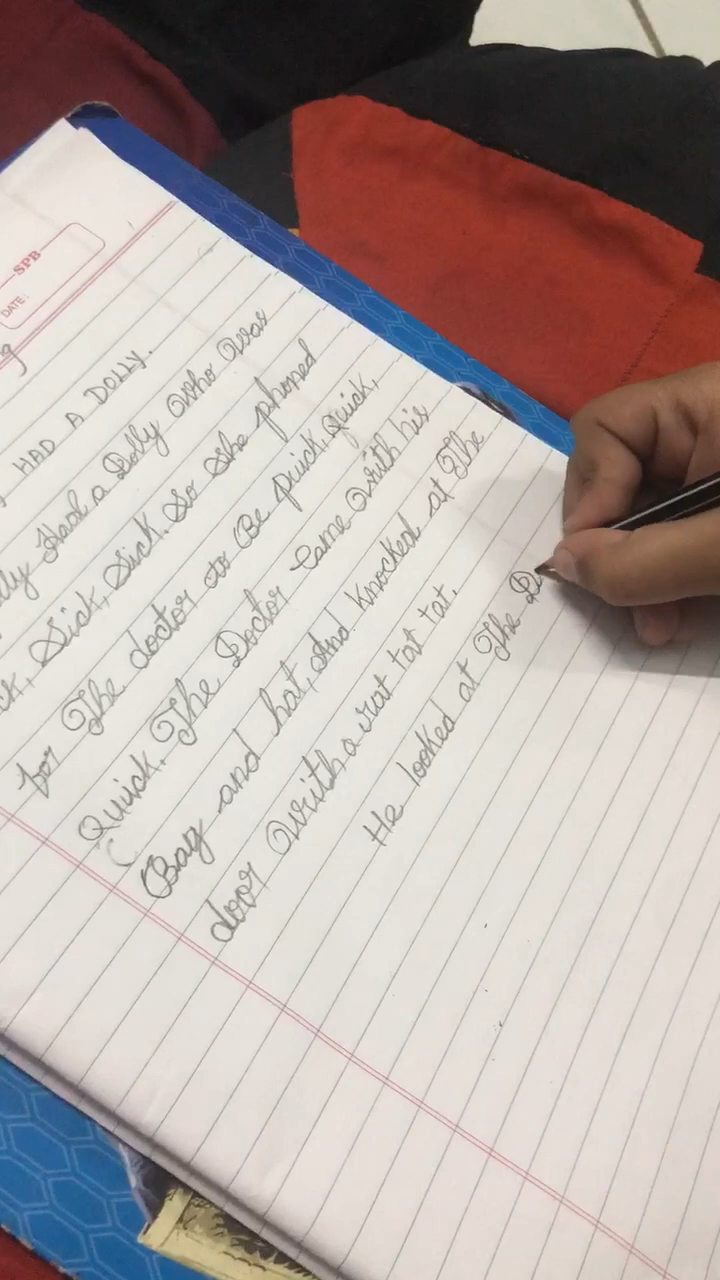 SPB
DATE:
HAD A DOLLY.
Had a Dolly Who Was
Sick, Sick. So She phoned
for The doctor to Be quick, quick,
Quick. The Doctor Came With his
Bag and hat, And Knocked at The
door With a rat tat tat.
He looked at The D